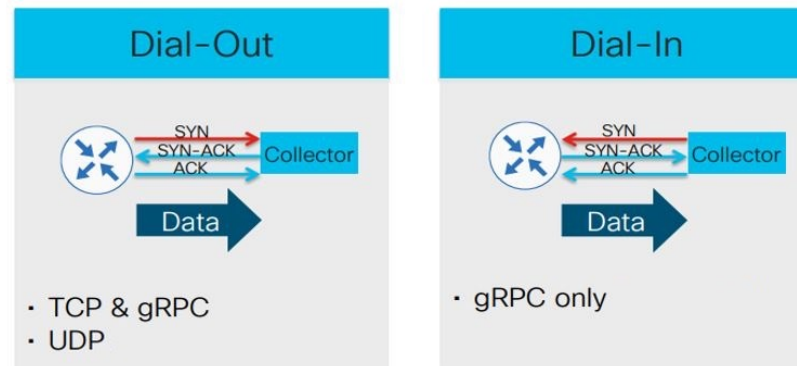 Dial-Out
SYN
SYN-ACK
ACK
Collector
Data
· TCP & gRPC
· UDP
Dial-In
SYN
SYN-ACK
ACK
Collector
Data
· gRPC only